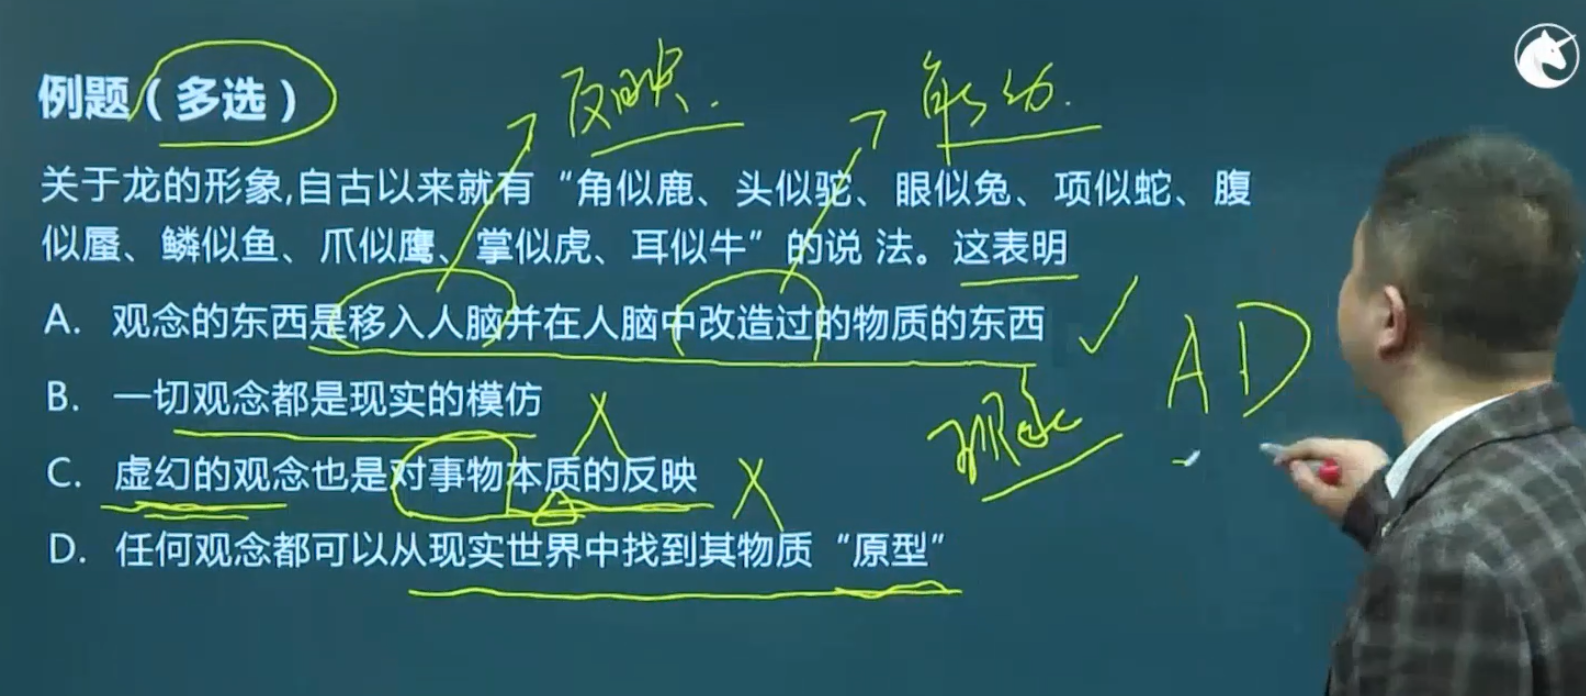 例题（多选）
反映.
能动.
关于龙的形象,自古以来就有“角似鹿、头似驼、眼似兔、项似蛇、腹
似蜃、鳞似鱼、爪似鹰、掌似虎、耳似牛”的说 法。这表明
A. 观念的东西是移入人脑并在人脑中改造过的物质的东西
AD
B. 一切观念都是现实的模仿
C. 虚幻的观念也是对事物本质的反映
D. 任何观念都可以从现实世界中找到其物质“原型”